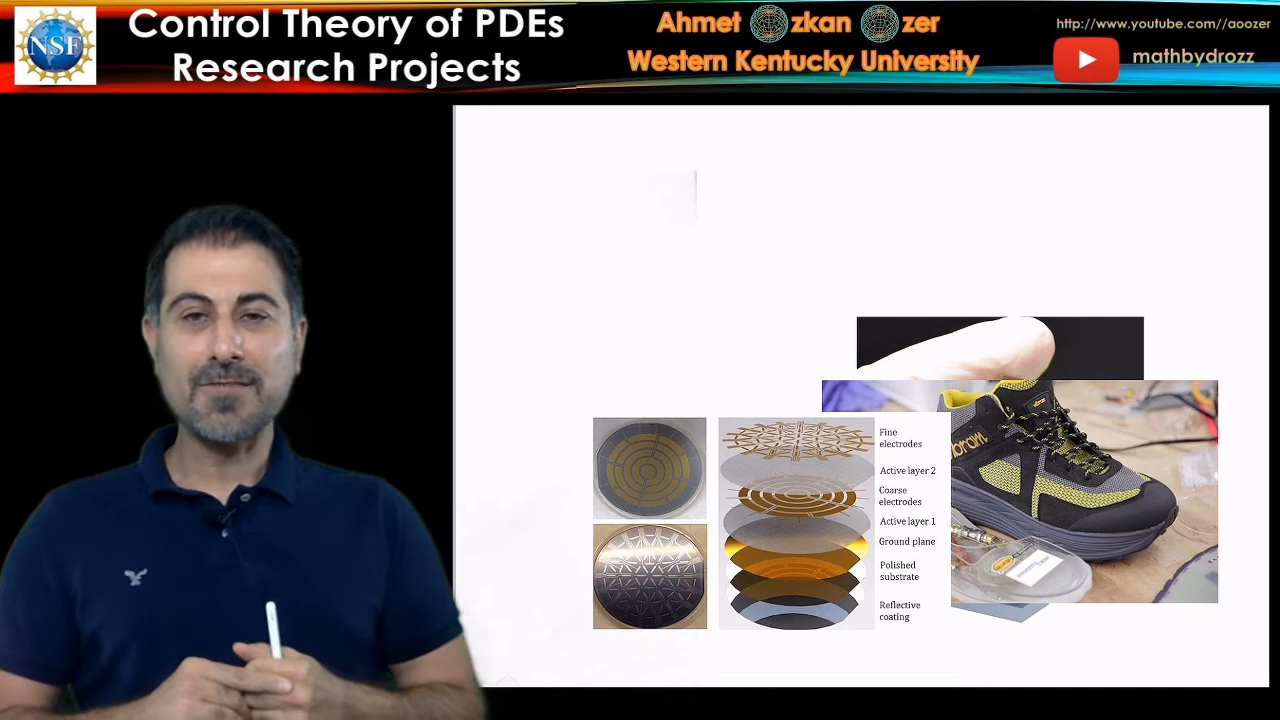 NSF
Control Theory of PDEs
Research Projects
Ahmet zkan zer
Western Kentucky University
http://www.youtube.com//aoozer
mathbydrozz
Fine
electrodes
Active layer 2
Coarse
electrodes
Active layer 1
Ground plane
Polished
substrate
Reflective
coating
vibram